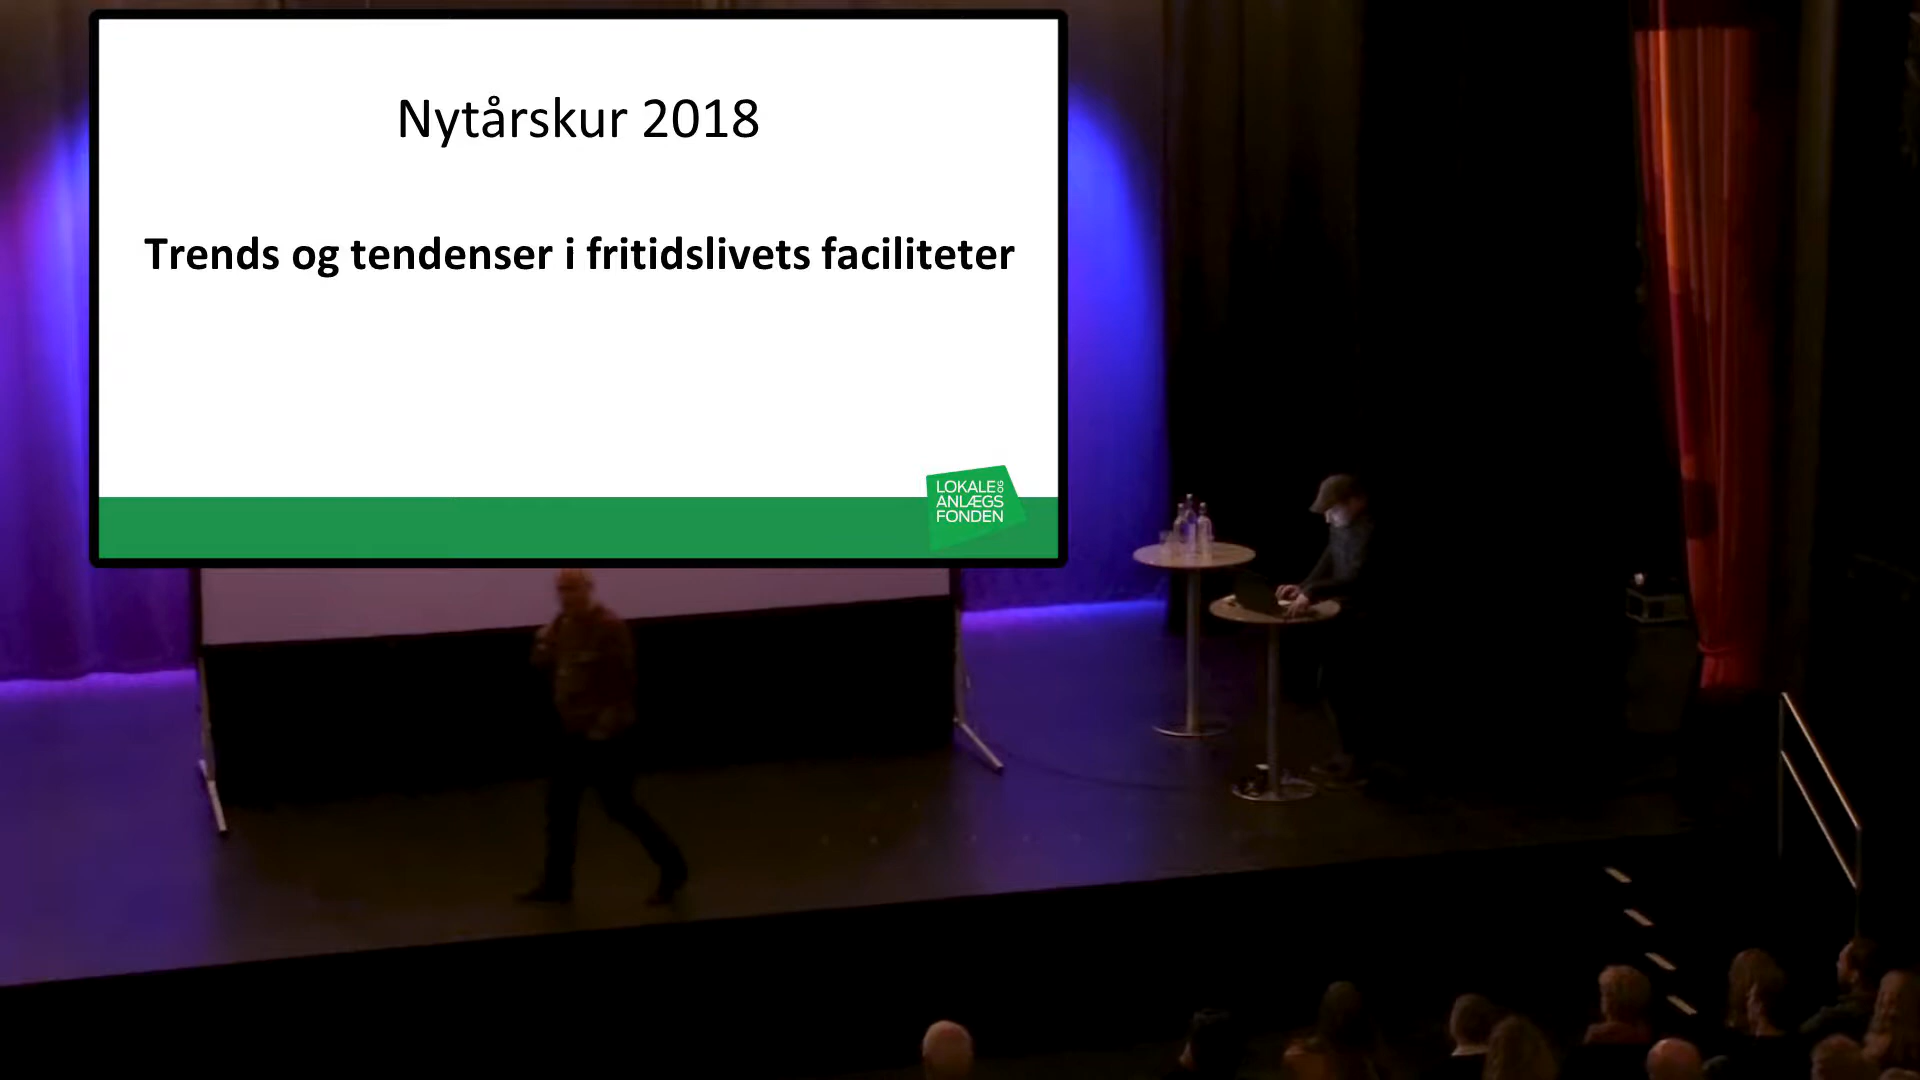 Nytårskur 2018
Trends og tendenser i fritidslivets faciliteter
LOKALE OG
ANLÆGS
FONDEN